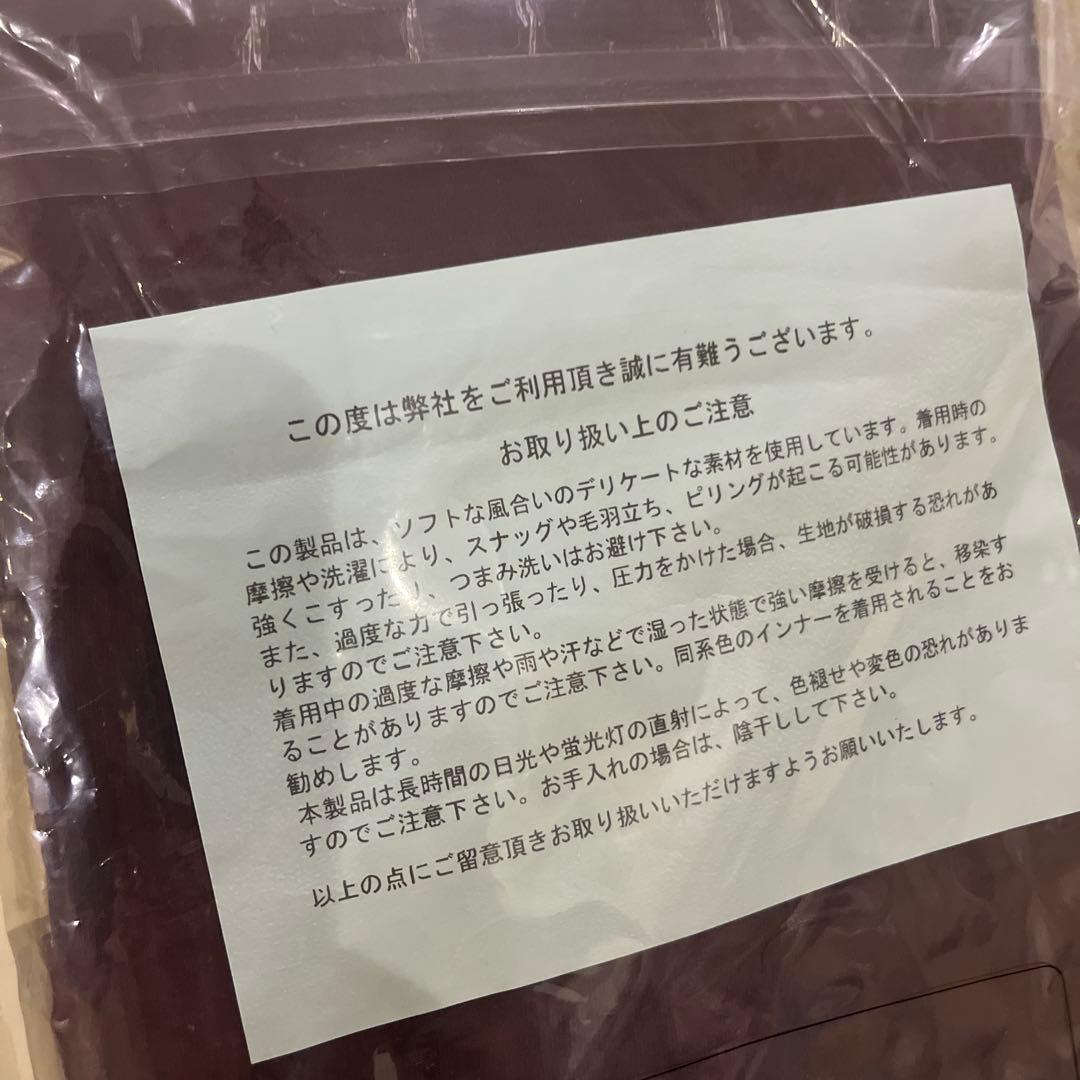 この度は弊社をご利用頂き誠に有難うございます。
お取り扱い上のご注意
この製品は、ソフトな風合いのデリケートな素材を使用しています。着用時の
摩擦や洗濯により、スナッグや毛羽立ち、ピリングが起こる可能性があります。
強くこすったり、つまみ洗いはお避け下さい。
また、過度な力で引っ張ったり、圧力をかけた場合、生地が破損する恐れがあ
りますのでご注意下さい。
着用中の過度な摩擦や雨や汗などで湿った状態で強い摩擦を受けると、移染す
ることがありますのでご注意下さい。同系色のインナーを着用されることをお
勧めします。
本製品は長時間の日光や蛍光灯の直射によって、色褪せや変色の恐れがありま
すのでご注意下さい。お手入れの場合は、陰干しして下さい。
以上の点にご留意頂きお取り扱いいただけますようお願いいたします。